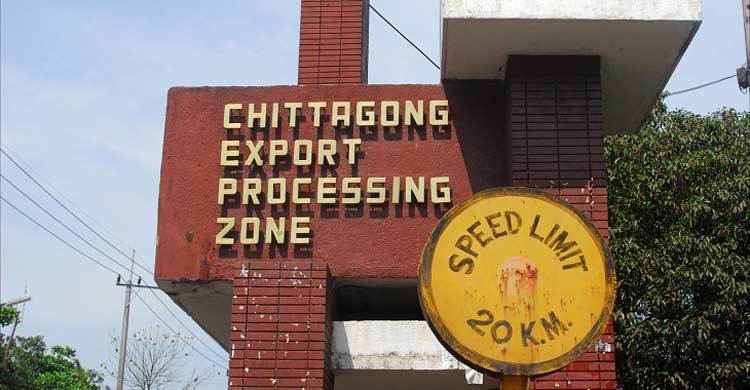 CHITTAGONG
EXPORT
PROCESSING
ZONE
SPEED LIMIT
20 K.M.